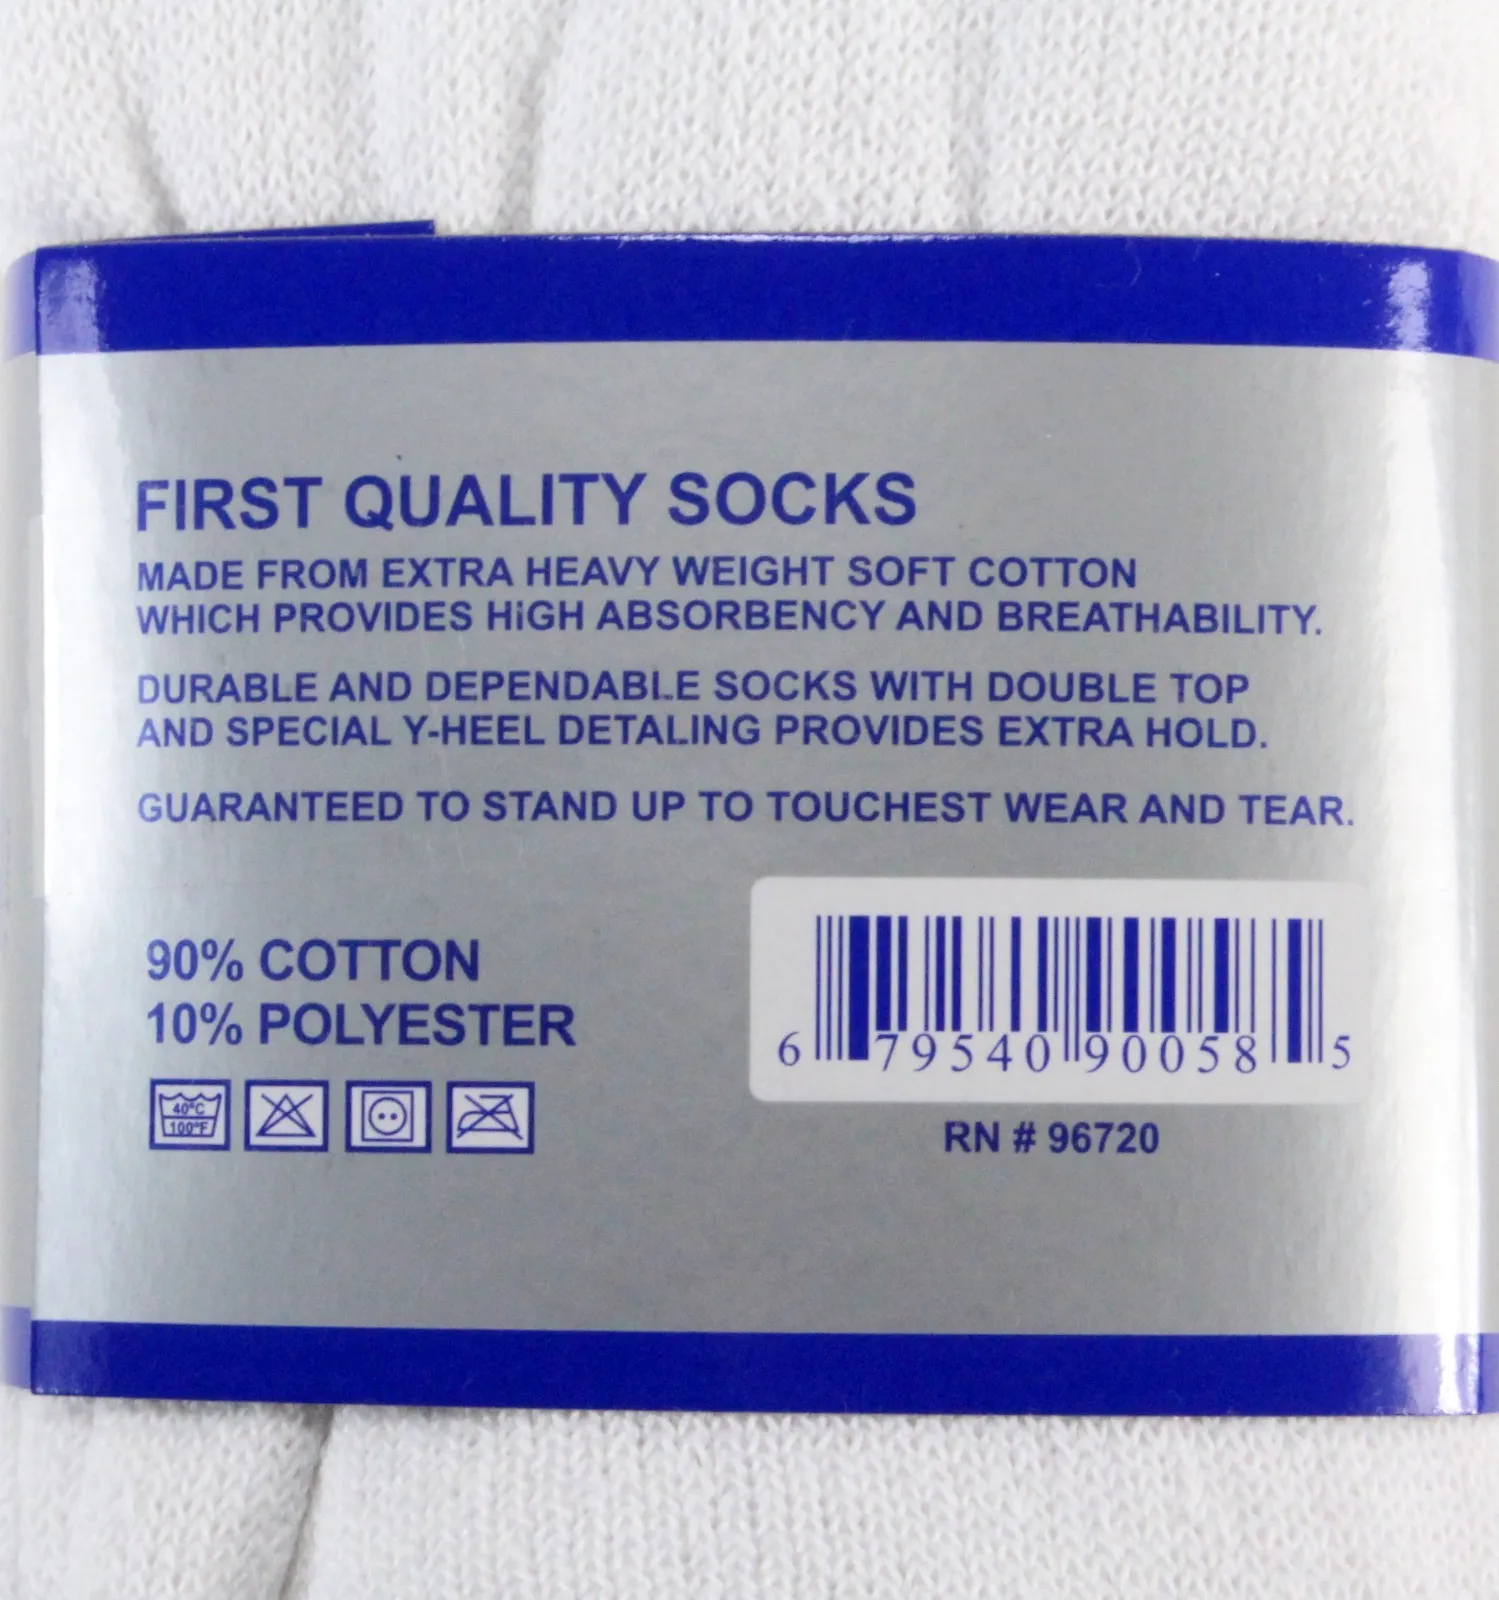 FIRST QUALITY SOCKS
MADE FROM EXTRA HEAVY WEIGHT SOFT COTTON
WHICH PROVIDES HiGH ABSORBENCY AND BREATHABILITY.
DURABLE AND DEPENDABLE SOCKS WITH DOUBLE TOP
AND SPECIAL Y-HEEL DETALING PROVIDES EXTRA HOLD.
GUARANTEED TO STAND UP TO TOUCHEST WEAR AND TEAR.
90% COTTON
10% POLYESTER
40°C
100°F
6 79540 90058 5
RN # 96720